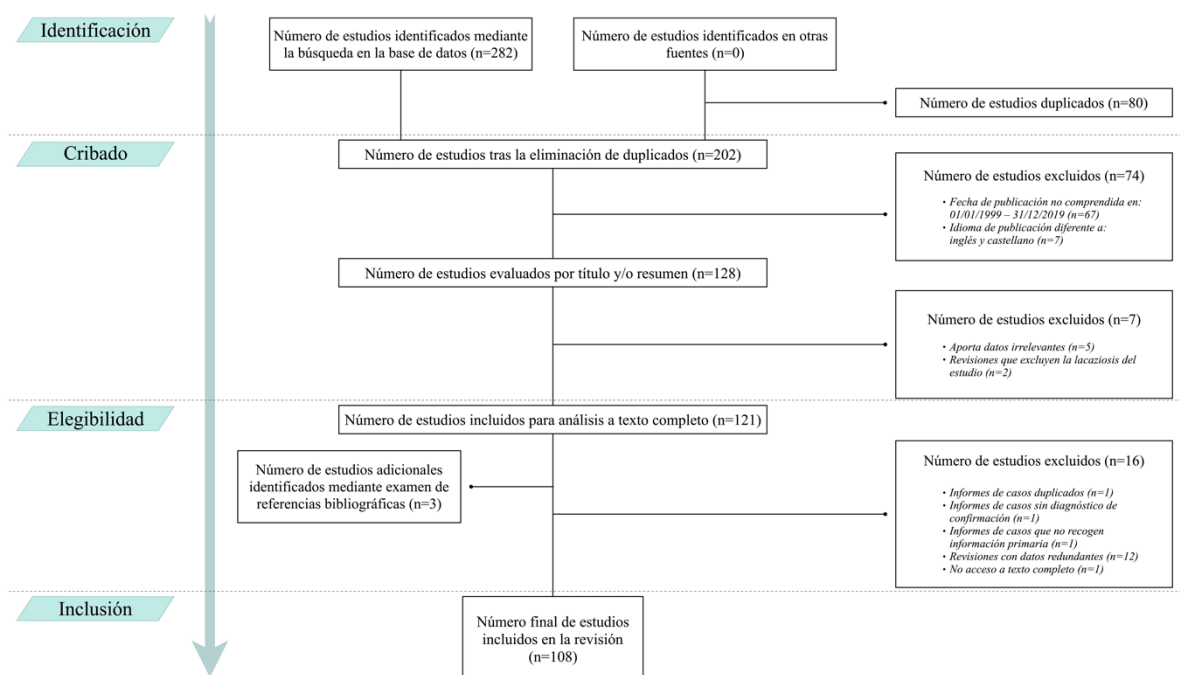 Identificación
Número de estudios identificados mediante
la búsqueda en la base de datos (n=282)
Número de estudios identificados en otras
fuentes (n=0)
Número de estudios duplicados (n=80)
Cribado
Número de estudios tras la eliminación de duplicados (n=202)
Número de estudios excluidos (n=74)
• Fecha de publicación no comprendida en:
01/01/1999 – 31/12/2019 (n=67)
• Idioma de publicación diferente a:
inglés y castellano (n=7)
Número de estudios evaluados por título y/o resumen (n=128)
Número de estudios excluidos (n=7)
• Aporta datos irrelevantes (n=5)
• Revisiones que excluyen la lacaziosis del
estudio (n=2)
Elegibilidad
Número de estudios incluidos para análisis a texto completo (n=121)
Número de estudios adicionales
identificados mediante examen de
referencias bibliográficas (n=3)
Número de estudios excluidos (n=16)
• Informes de casos duplicados (n=1)
• Informes de casos sin diagnóstico de
confirmación (n=1)
• Informes de casos que no recogen
información primaria (n=1)
• Revisiones con datos redundantes (n=12)
• No acceso a texto completo (n=1)
Inclusión
Número final de estudios
incluidos en la revisión
(n=108)